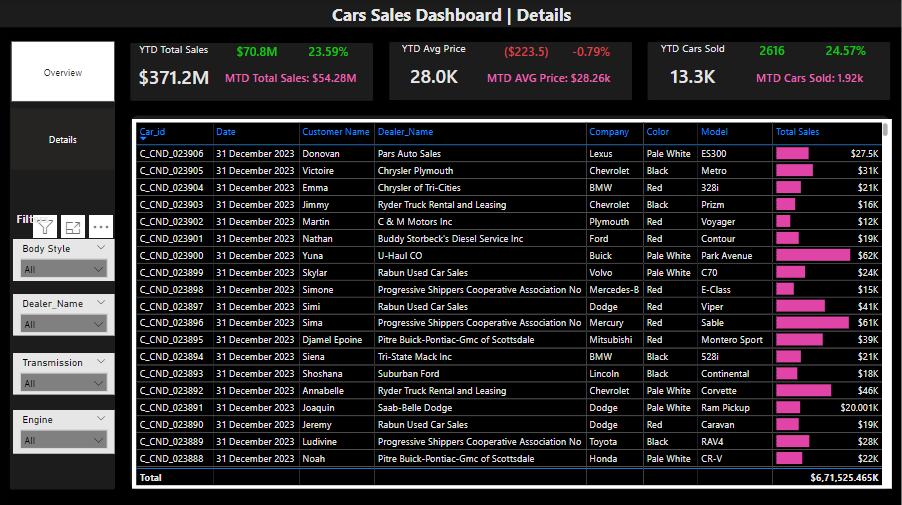 Cars Sales Dashboard | Details
Overview
Details
YTD Total Sales $70.8M 23.59%
$371.2M MTD Total Sales: $54.28M
YTD Avg Price ($223.5) -0.79%
28.0K MTD AVG Price: $28.26k
YTD Cars Sold 2616 24.57%
13.3K MTD Cars Sold: 1.92k
Body Style
All
Dealer_Name
All
Transmission
All
Engine
All
Car_id Date Customer Name Dealer_Name Company Color Model Total Sales
C_CND_023906 31 December 2023 Donovan Pars Auto Sales Lexus Pale White ES300 $27.5K
C_CND_023905 31 December 2023 Victoire Chrysler Plymouth Chevrolet Black Metro $31K
C_CND_023904 31 December 2023 Emma Chrysler of Tri-Cities BMW Red 328i $21K
C_CND_023903 31 December 2023 Jimmy Ryder Truck Rental and Leasing Chevrolet Black Prizm $16K
C_CND_023902 31 December 2023 Martin C & M Motors Inc Plymouth Red Voyager $12K
C_CND_023901 31 December 2023 Nathan Buddy Storbeck's Diesel Service Inc Ford Red Contour $19K
C_CND_023900 31 December 2023 Yuna U-Haul CO Buick Pale White Park Avenue $62K
C_CND_023899 31 December 2023 Skylar Rabun Used Car Sales Volvo Pale White C70 $24K
C_CND_023898 31 December 2023 Simone Progressive Shippers Cooperative Association No Mercedes-B Red E-Class $15K
C_CND_023897 31 December 2023 Simi Rabun Used Car Sales Dodge Red Viper $41K
C_CND_023896 31 December 2023 Sima Progressive Shippers Cooperative Association No Mercury Red Sable $61K
C_CND_023895 31 December 2023 Djamel Epoine Pitre Buick-Pontiac-Gmc of Scottsdale Mitsubishi Red Montero Sport $39K
C_CND_023894 31 December 2023 Siena Tri-State Mack Inc BMW Black 528i $21K
C_CND_023893 31 December 2023 Shoshana Suburban Ford Lincoln Black Continental $18K
C_CND_023892 31 December 2023 Annabelle Ryder Truck Rental and Leasing Chevrolet Pale White Corvette $46K
C_CND_023891 31 December 2023 Joaquin Saab-Belle Dodge Dodge Pale White Ram Pickup $20.001K
C_CND_023890 31 December 2023 Jeremy Rabun Used Car Sales Dodge Red Caravan $19K
C_CND_023889 31 December 2023 Ludivine Progressive Shippers Cooperative Association No Toyota Black RAV4 $28K
C_CND_023888 31 December 2023 Noah Pitre Buick-Pontiac-Gmc of Scottsdale Honda Pale White CR-V $22K
Total $6,71,525.465K